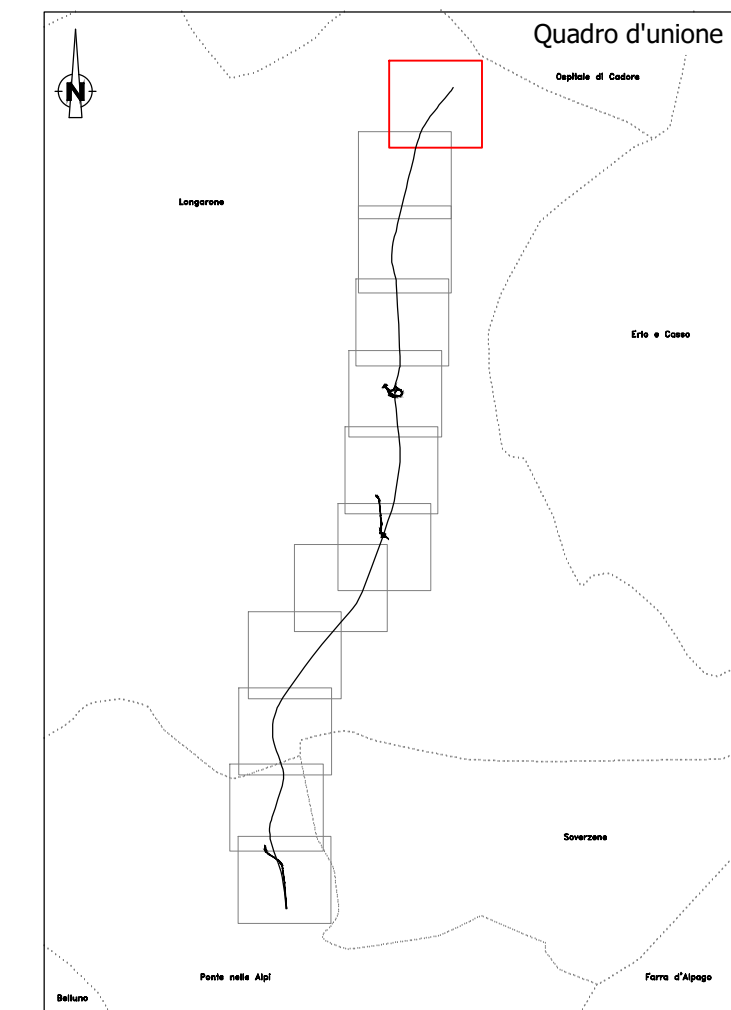 Quadro d'unione
Ospitale di Cadore
N
Longarone
Erto e Casso
Soverzene
Ponte nelle Alpi
Farra d'Alpago
Belluno